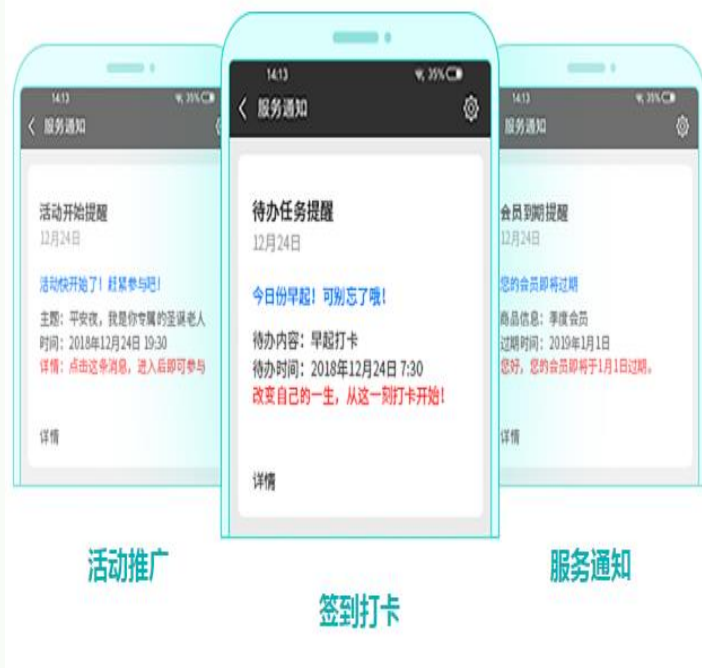 14:13
35%
服务通知
活动开始提醒
12月24日
活动快开始了！赶紧参与吧！
主题：平安夜，我是你专属的圣诞老人
时间：2018年12月24日 19:30
详情：点击这条消息，进入后即可参与
详情
活动推广
14:13
35%
服务通知
待办任务提醒
12月24日
今日份早起！可别忘了哦！
待办内容：早起打卡
待办时间：2018年12月24日 7:30
改变自己的一生，从这一刻打卡开始！
详情
签到打卡
14:13
35%
服务通知
会员到期提醒
12月24日
您的会员即将过期
商品信息：季度会员
过期时间：2019年1月1日
您好，您的会员即将于1月1日过期。
详情
服务通知